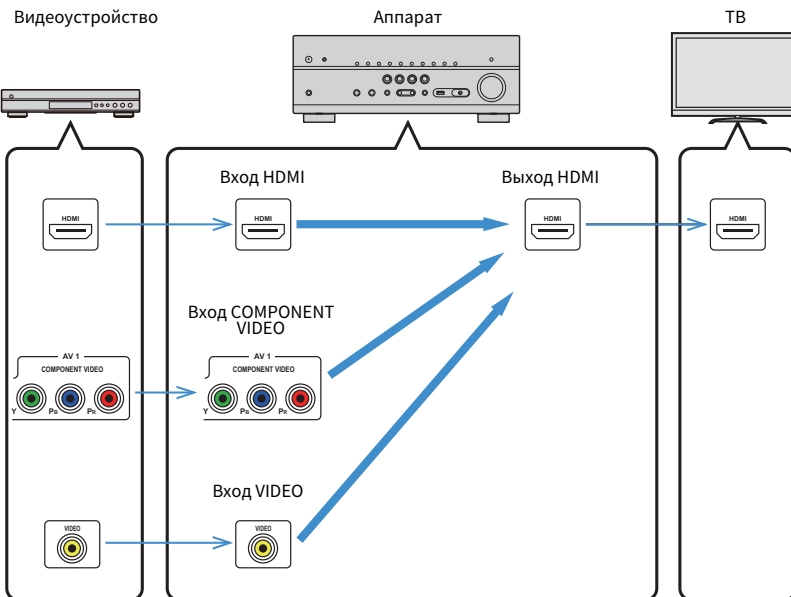 Видеоустройство
Аппарат
ТВ
Вход HDMI
Выход HDMI
HDMI
HDMI
HDMI
HDMI
Вход COMPONENT
VIDEO
AV 1
COMPONENT VIDEO
Y PB PR
AV 1
COMPONENT VIDEO
Y PB PR
Вход VIDEO
VIDEO
VIDEO